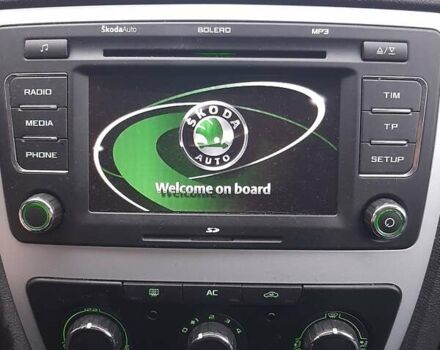 ŠkodaAuto BOLERO MP3
RADIO
MEDIA
PHONE
TIM
TP
SETUP
ŠKODA
AUTO
Welcome on board
SD
AC